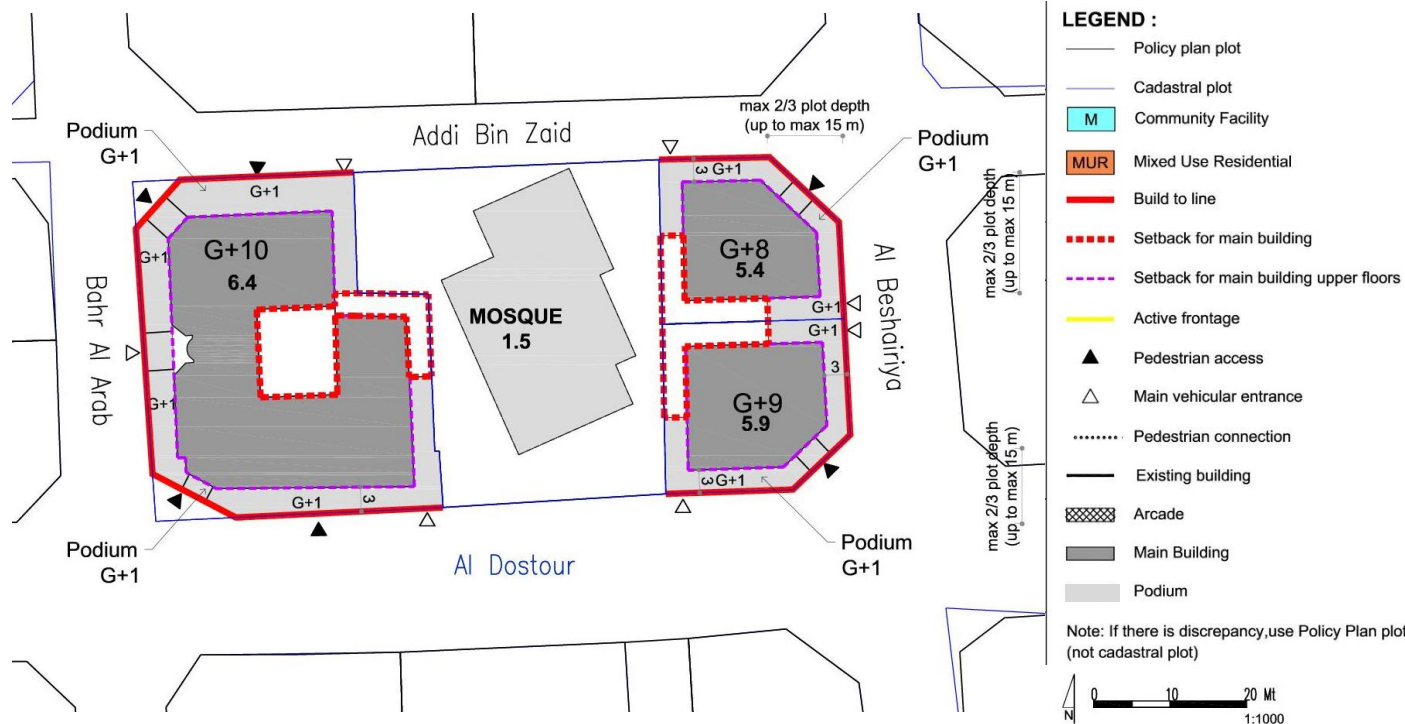 max 2/3 plot depth
(up to max 15 m)
Podium
G+1
Addi Bin Zaid
Podium
G+1
G+1
3
G+1
G+1
G+10
6.4
G+8
5.4
max 2/3 plot depth
(up to max 15 m)
Bahr Al Arab
Al Beshairiya
MOSQUE
1.5
G+1
G+1
3
G+1
G+9
5.9
max 2/3 plot depth
(up to max 15 m)
G+1
3
3
G+1
Podium
G+1
Al Dostour
Podium
G+1
LEGEND :
Policy plan plot
Cadastral plot
M
Community Facility
MUR
Mixed Use Residential
Build to line
Setback for main building
Setback for main building upper floors
Active frontage
Pedestrian access
Main vehicular entrance
Pedestrian connection
Existing building
Arcade
Main Building
Podium
Note: If there is discrepancy,use Policy Plan plot
(not cadastral plot)
N
0 10 20 Mt
1:1000